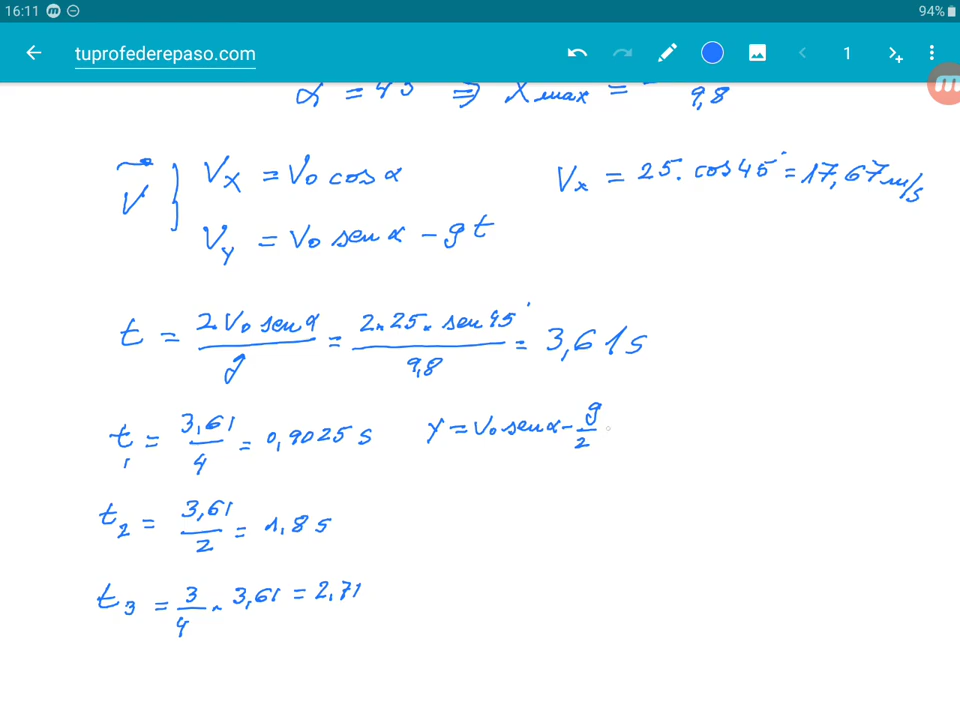 16:11 94%
tuprofederepaso.com 1
α = 45 ⇒ Xmax = 9,8
V⃗ } Vx = V0 cos α
Vx = 25. cos 45° = 17,67 m/s
Vy = V0 sen α - gt
t = 2.V0 sen α / g = 2.25. sen 45° / 9,8 = 3,61 s
t1 = 3,61 / 4 = 0,9025 s
Y = V0 sen α - g/2
t2 = 3,61 / 2 = 1,8 s
t3 = 3/4 . 3,61 = 2,71